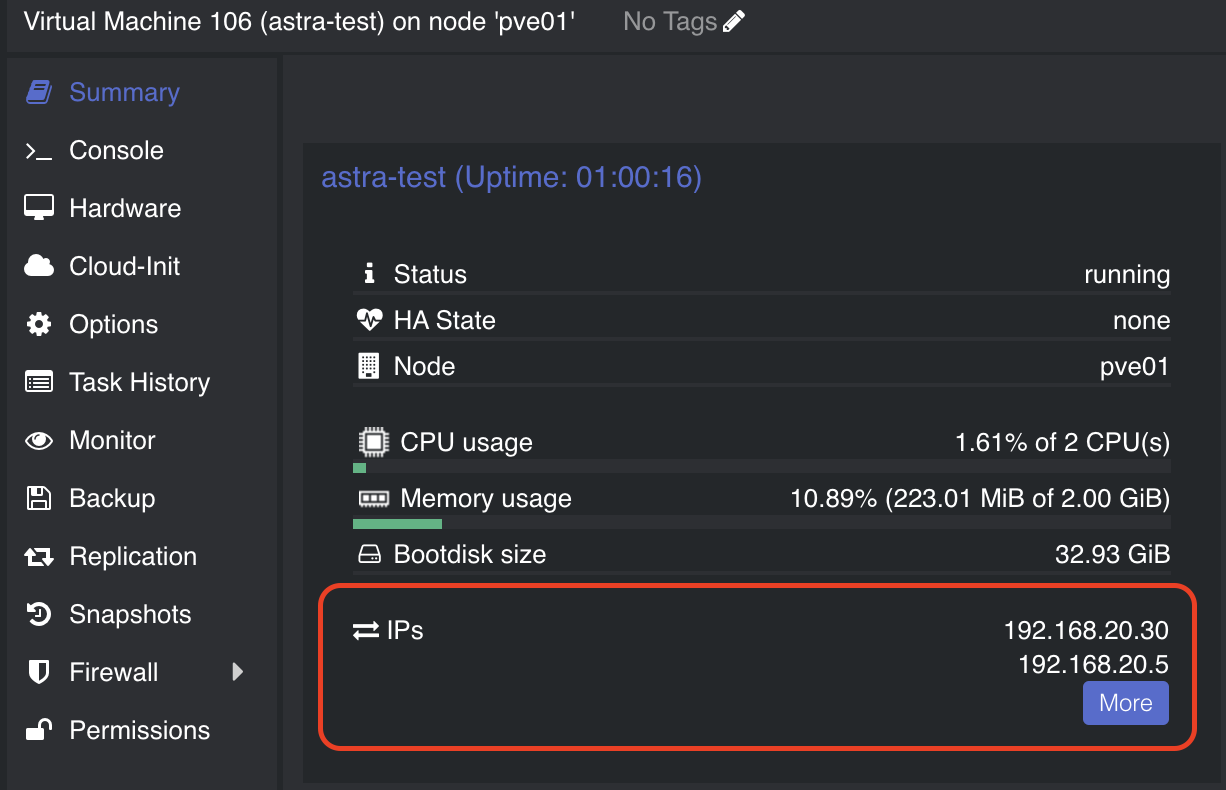 Virtual Machine 106 (astra-test) on node 'pve01' No Tags
Summary
Console
Hardware
Cloud-Init
Options
Task History
Monitor
Backup
Replication
Snapshots
Firewall
Permissions
astra-test (Uptime: 01:00:16)
Status running
HA State none
Node pve01
CPU usage 1.61% of 2 CPU(s)
Memory usage 10.89% (223.01 MiB of 2.00 GiB)
Bootdisk size 32.93 GiB
IPs 192.168.20.30
192.168.20.5
More